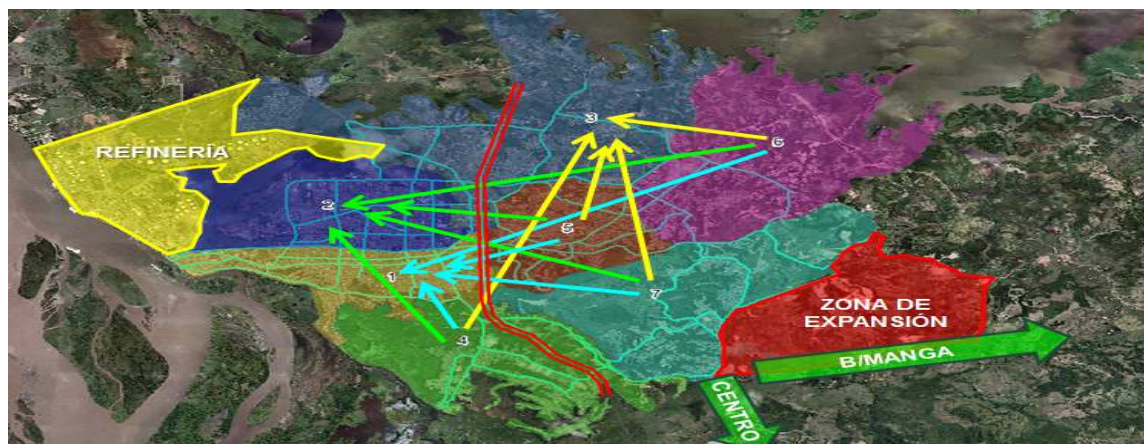 REFINERÍA
3
6
2
5
1
7
4
ZONA DE
EXPANSIÓN
B/MANGA
CENTRO